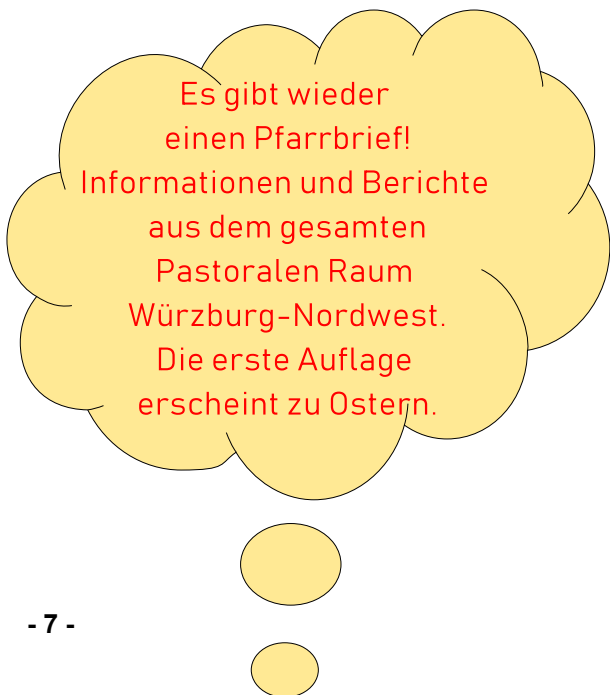 Es gibt wieder
einen Pfarrbrief!
Informationen und Berichte
aus dem gesamten
Pastoralen Raum
Würzburg-Nordwest.
Die erste Auflage
erscheint zu Ostern.
- 7 -